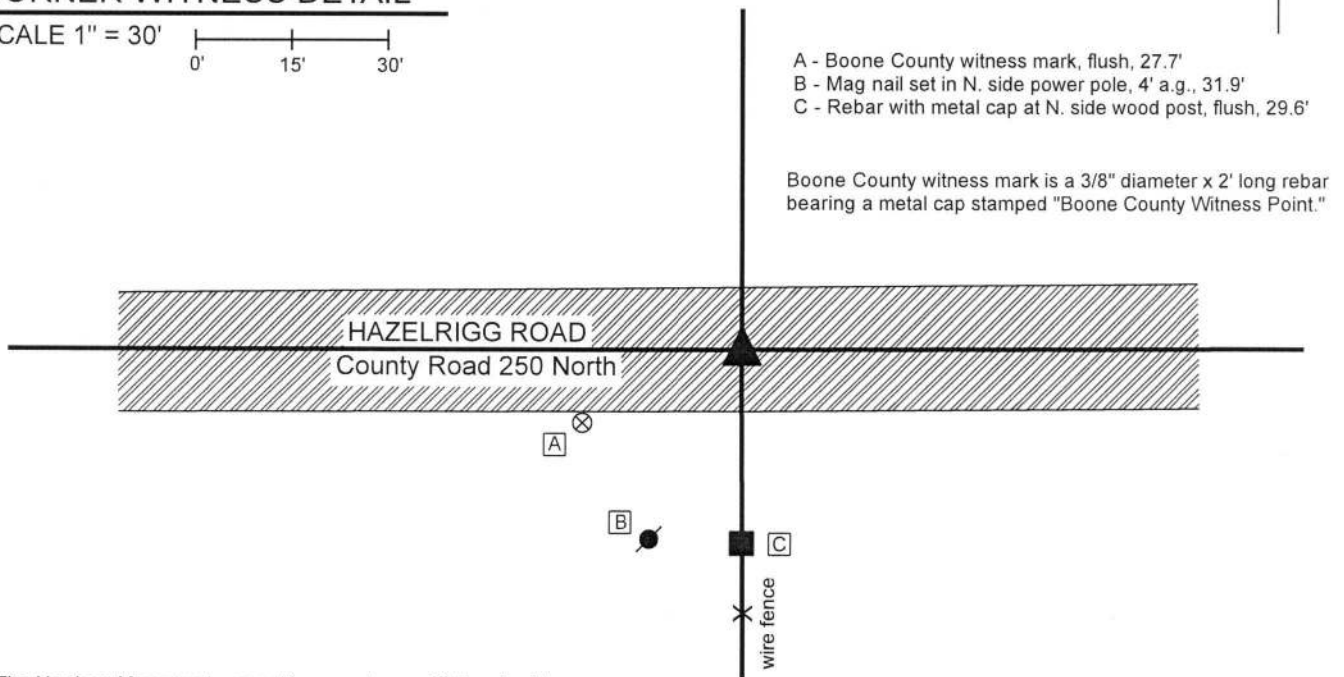 WITNESS DETAIL
1" = 30'
0' 15' 30'
A - Boone County witness mark, flush, 27.7'
B - Mag nail set in N. side power pole, 4' a.g., 31.9'
C - Rebar with metal cap at N. side wood post, flush, 29.6'
Boone County witness mark is a 3/8" diameter x 2' long rebar
bearing a metal cap stamped "Boone County Witness Point."
HAZELRIGG ROAD
County Road 250 North
A
B
C
wire fence